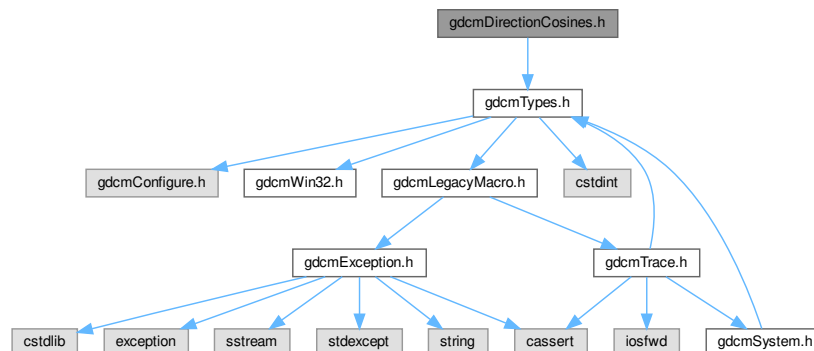 gdcmDirectionCosines.h
gdcmTypes.h
gdcmConfigure.h
gdcmWin32.h
gdcmLegacyMacro.h
cstdint
gdcmException.h
gdcmTrace.h
cstdlib
exception
sstream
stdexcept
string
cassert
iosfwd
gdcmSystem.h